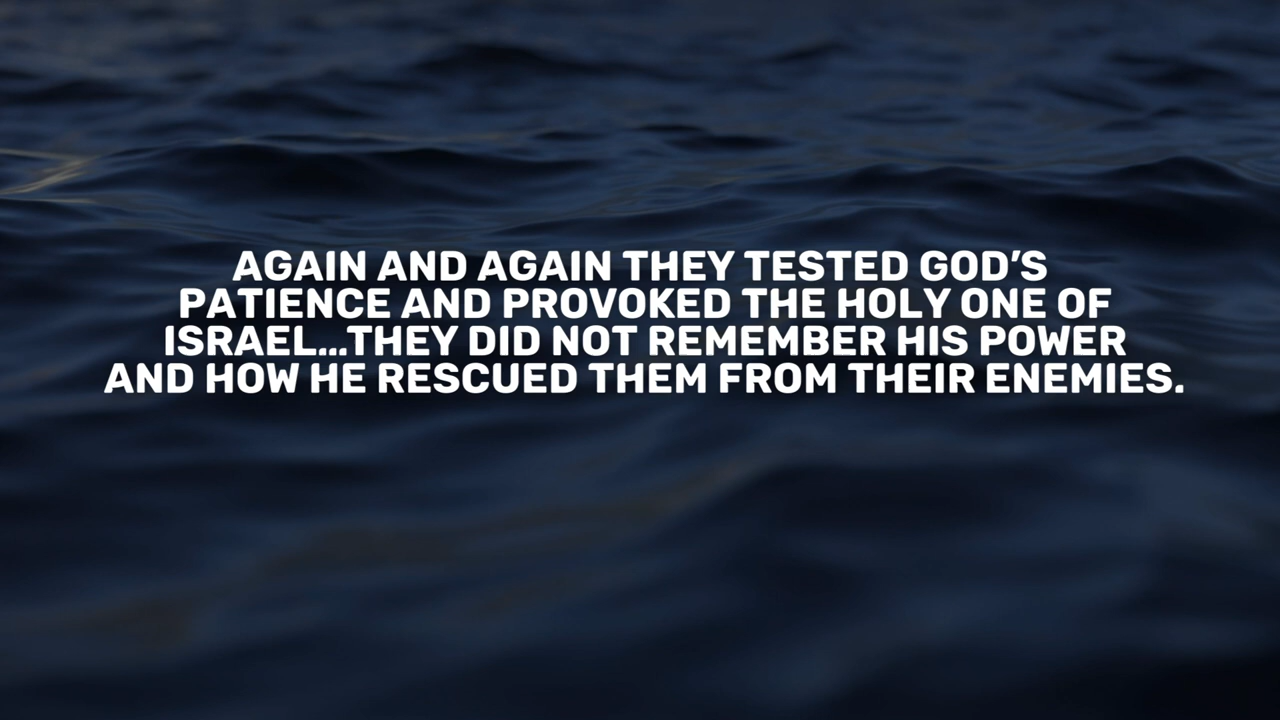 AGAIN AND AGAIN THEY TESTED GOD’S
PATIENCE AND PROVOKED THE HOLY ONE OF
ISRAEL...THEY DID NOT REMEMBER HIS POWER
AND HOW HE RESCUED THEM FROM THEIR ENEMIES.